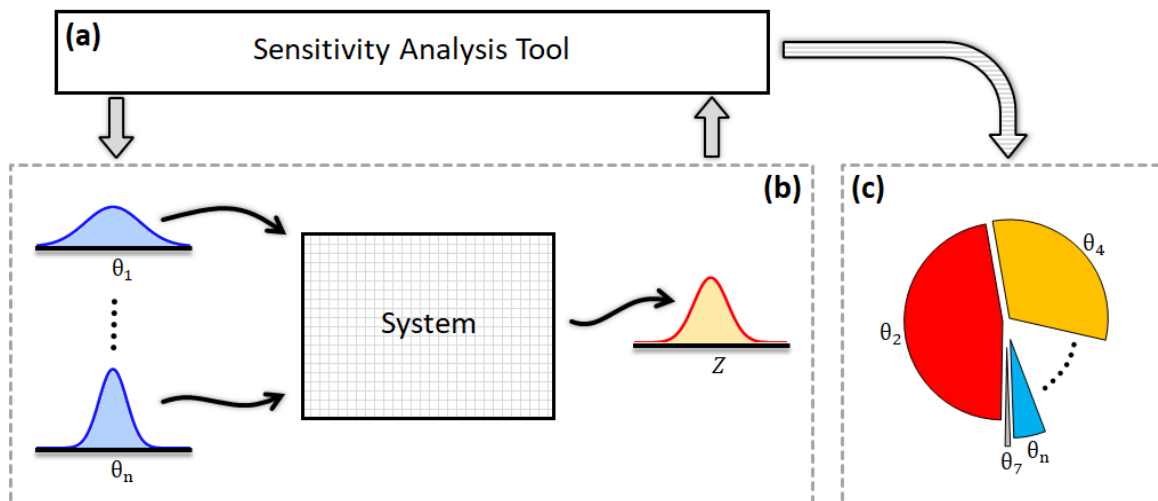 (a)
Sensitivity Analysis Tool
(b)
θ₁
θₙ
System
Z
(c)
θ₄
θ₂
θ₇
θₙ